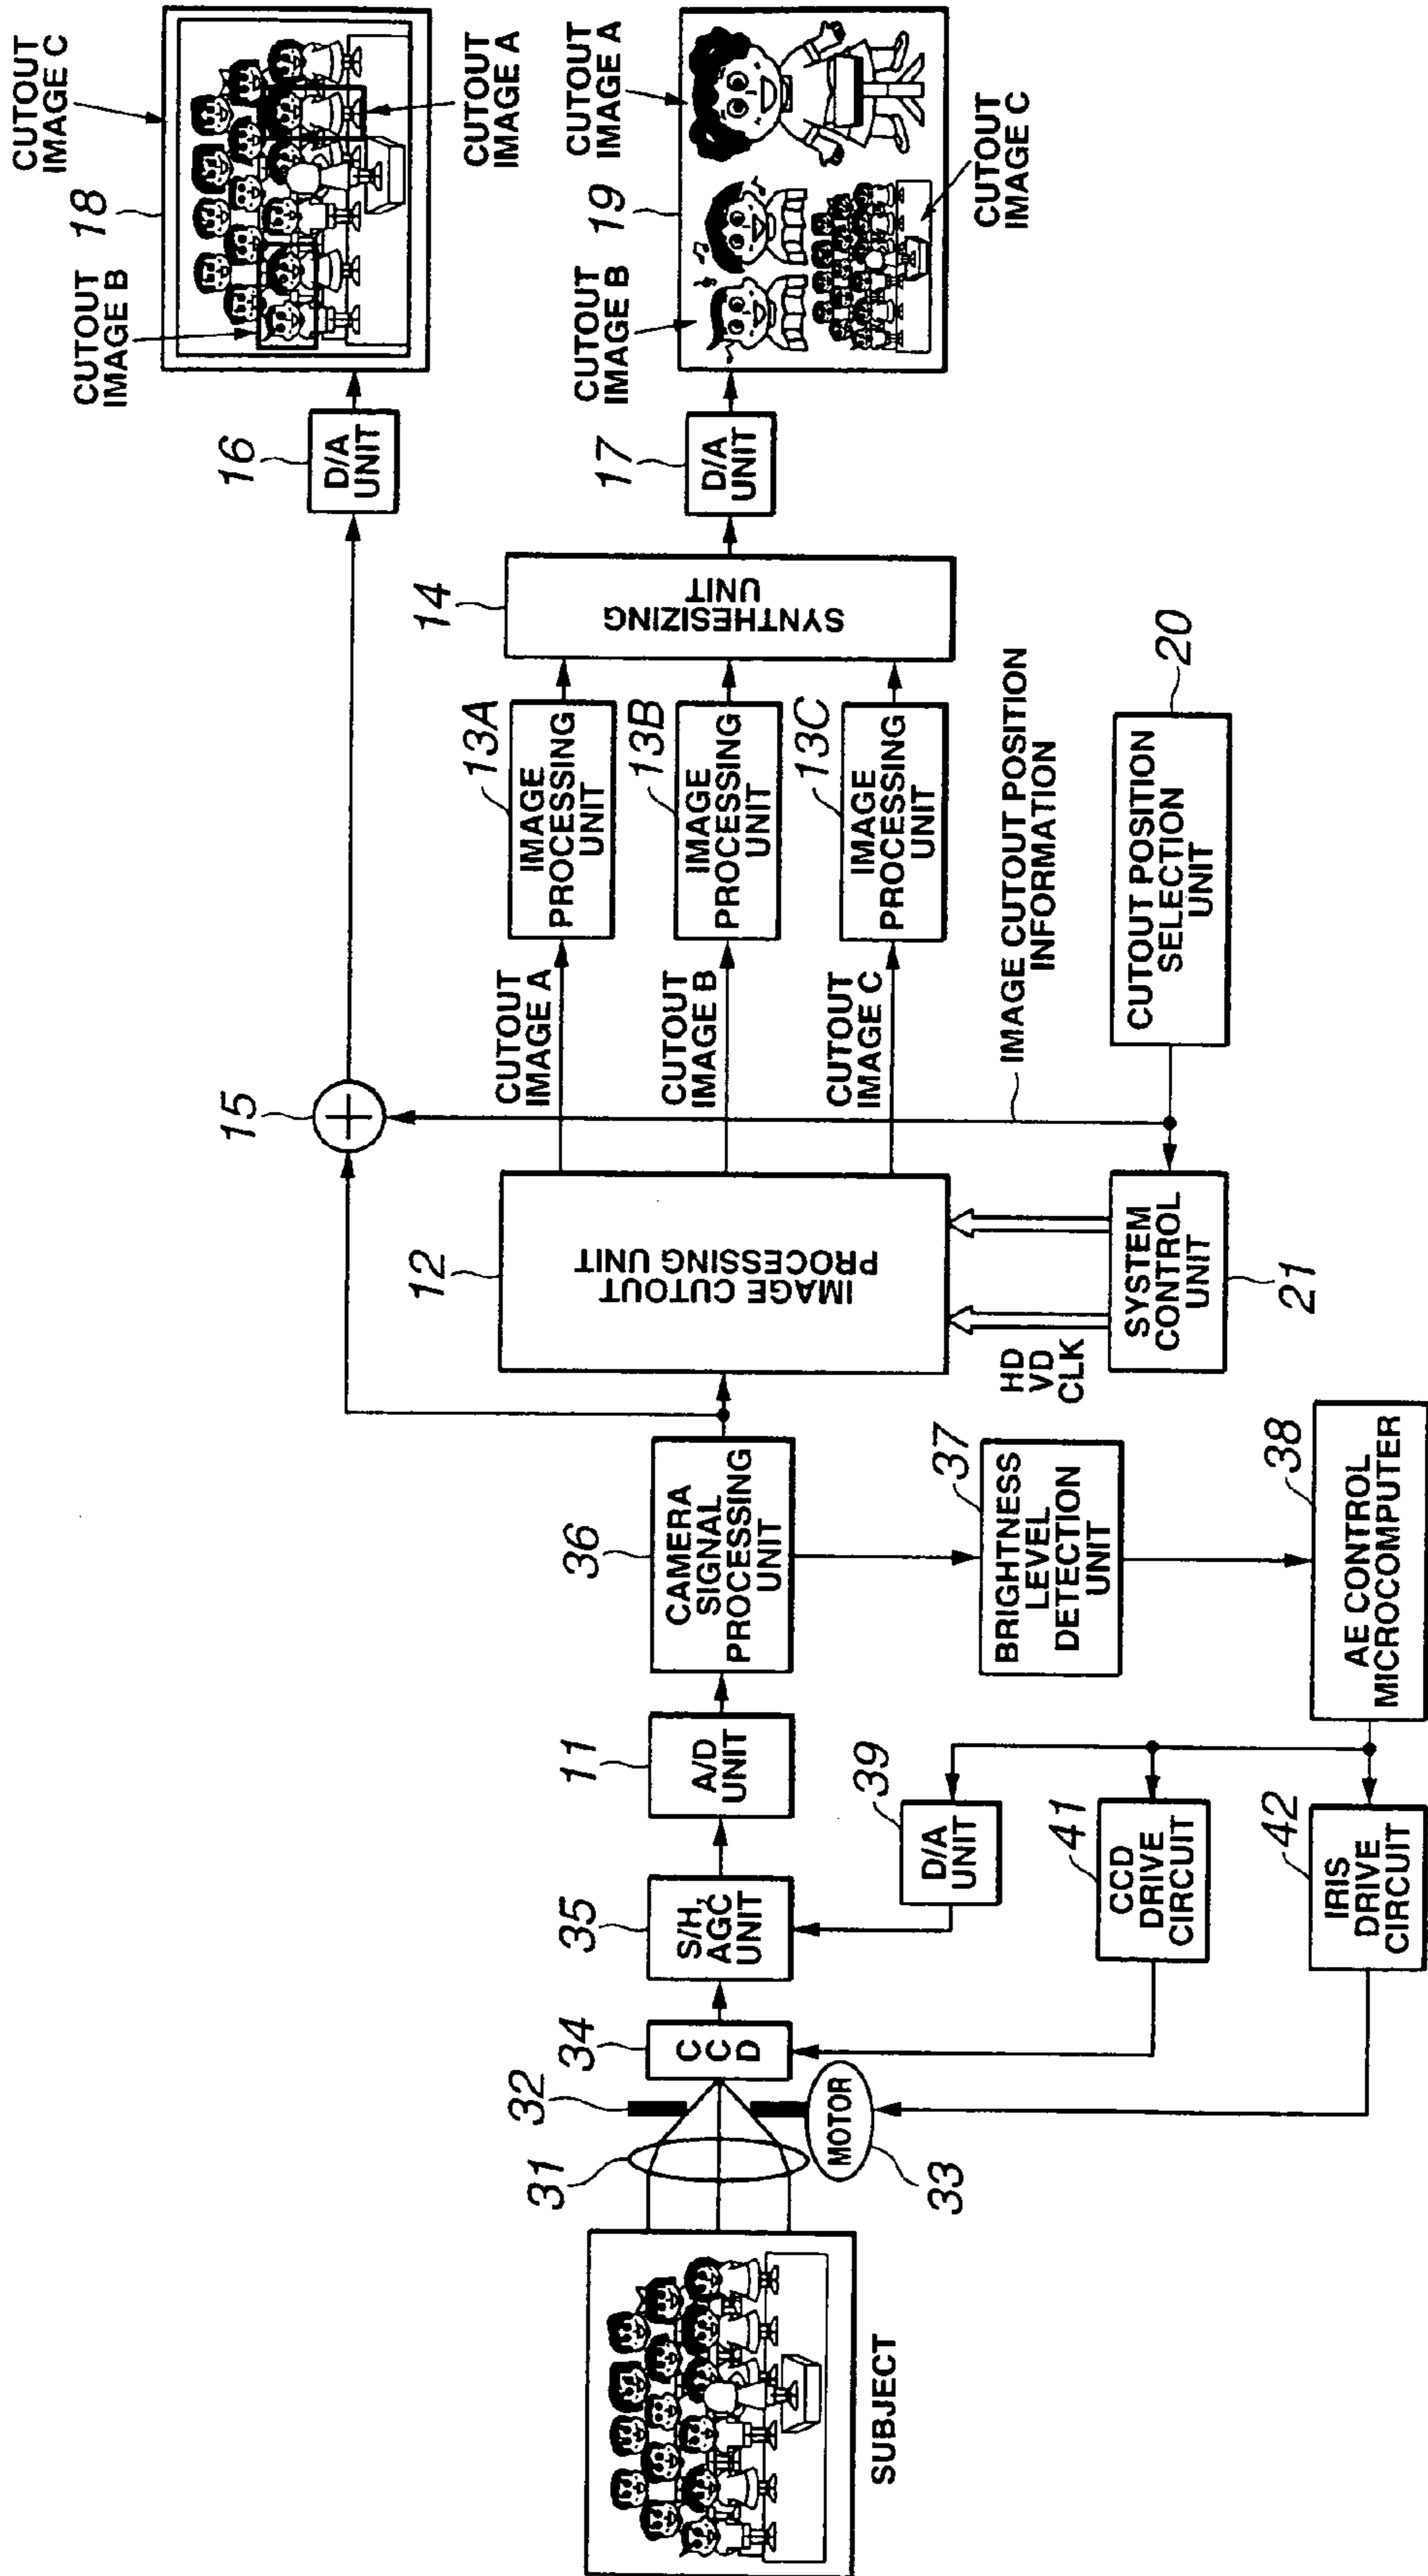 SUBJECT
31
32
MOTOR
33
34
C
C
D
35
S/H,
AGC
UNIT
11
A/D
UNIT
36
CAMERA
SIGNAL
PROCESSING
UNIT
37
BRIGHTNESS
LEVEL
DETECTION
UNIT
38
AE CONTROL
MICROCOMPUTER
39
D/A
UNIT
41
CCD
DRIVE
CIRCUIT
42
IRIS
DRIVE
CIRCUIT
12
IMAGE CUTOUT
PROCESSING UNIT
HD
VD
CLK
SYSTEM
CONTROL
UNIT
21
15
CUTOUT
IMAGE A
CUTOUT
IMAGE B
CUTOUT
IMAGE C
13A
IMAGE
PROCESSING
UNIT
13B
IMAGE
PROCESSING
UNIT
13C
IMAGE
PROCESSING
UNIT
IMAGE CUTOUT POSITION
INFORMATION
20
CUTOUT POSITION
SELECTION
UNIT
14
SYNTHESIZING
UNIT
16
D/A
UNIT
17
D/A
UNIT
CUTOUT
IMAGE B
18
CUTOUT
IMAGE C
CUTOUT
IMAGE A
CUTOUT
IMAGE B
19
CUTOUT
IMAGE A
CUTOUT
IMAGE C